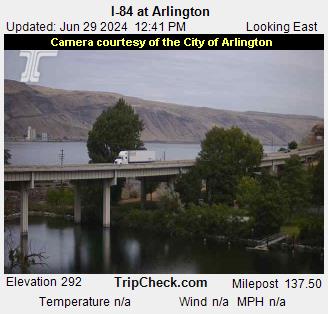 I-84 at Arlington
Updated: Jun 29 2024 12:41 PM Looking East
Camera courtesy of the City of Arlington
Elevation 292 TripCheck.com Milepost 137.50
Temperature n/a Wind n/a MPH n/a